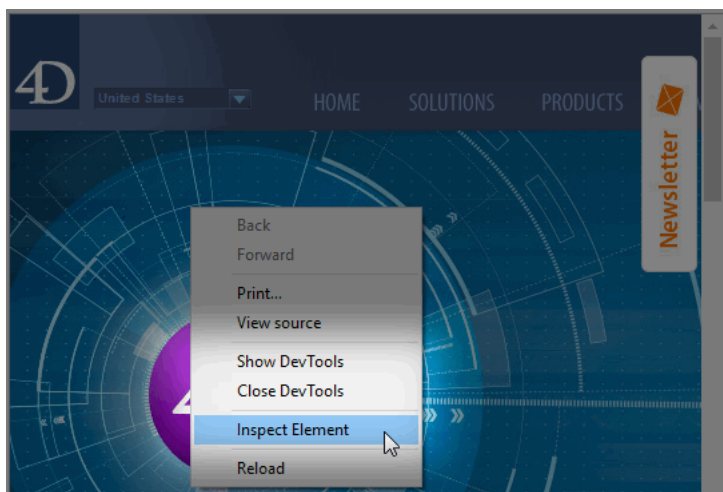 4D
United States
HOME
SOLUTIONS
PRODUCTS
Newsletter
Back
Forward
Print...
View source
Show DevTools
Close DevTools
Inspect Element
Reload